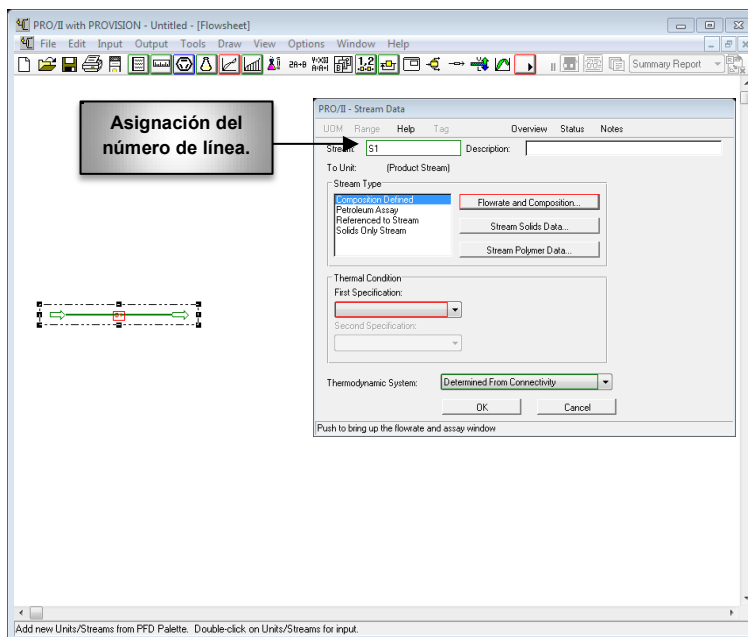 PRO/II with PROVISION - Untitled - [Flowsheet]
File Edit Input Output Tools Draw View Options Window Help
Summary Report
Asignación del
número de línea.
PRO/II - Stream Data
UOM Range Help Tag Overview Status Notes
Stream: S1 Description:
To Unit: (Product Stream)
Stream Type
Composition Defined
Petroleum Assay
Referenced to Stream
Solids Only Stream
Flowrate and Composition...
Stream Solids Data...
Stream Polymer Data...
Thermal Condition
First Specification:
Second Specification:
Thermodynamic System: Determined From Connectivity
OK Cancel
Push to bring up the flowrate and assay window
S1
Add new Units/Streams from PFD Palette. Double-click on Units/Streams for input.